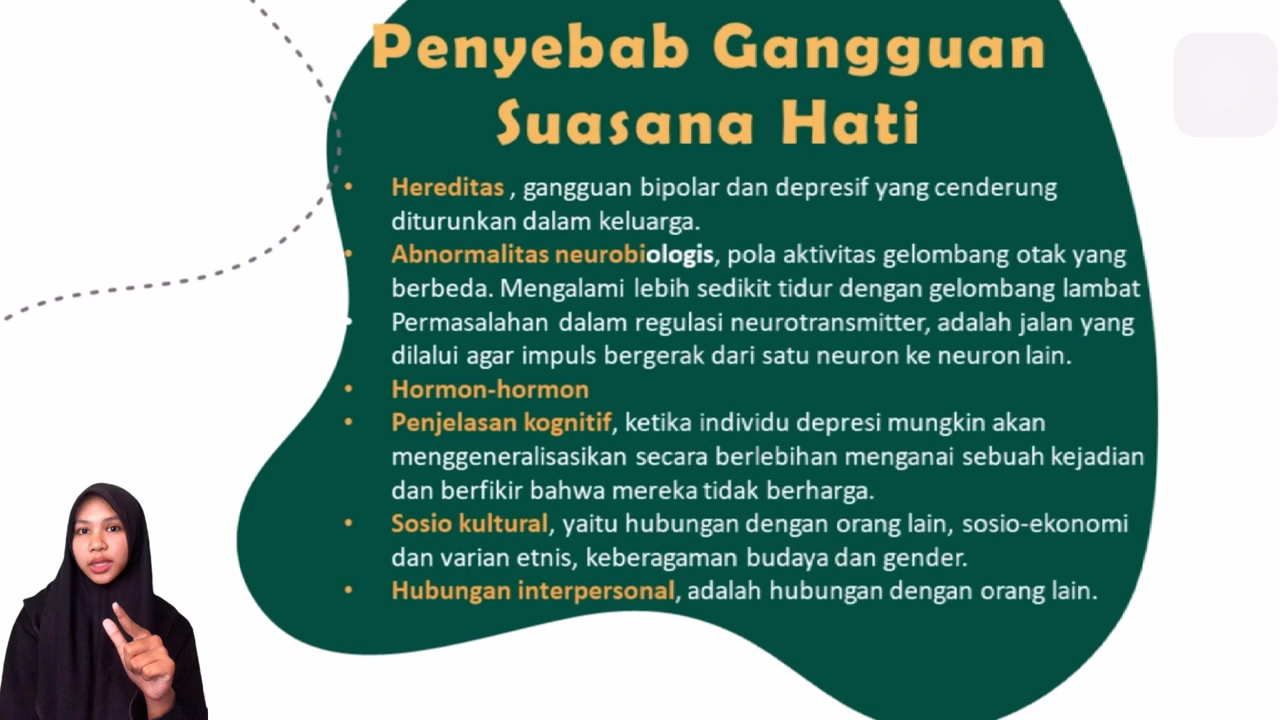 Penyebab Gangguan
Suasana Hati
• Hereditas , gangguan bipolar dan depresif yang cenderung
diturunkan dalam keluarga.
• Abnormalitas neurobiologis, pola aktivitas gelombang otak yang
berbeda. Mengalami lebih sedikit tidur dengan gelombang lambat
• Permasalahan dalam regulasi neurotransmitter, adalah jalan yang
dilalui agar impuls bergerak dari satu neuron ke neuron lain.
• Hormon-hormon
• Penjelasan kognitif, ketika individu depresi mungkin akan
menggeneralisasikan secara berlebihan menganai sebuah kejadian
dan berfikir bahwa mereka tidak berharga.
• Sosio kultural, yaitu hubungan dengan orang lain, sosio-ekonomi
dan varian etnis, keberagaman budaya dan gender.
• Hubungan interpersonal, adalah hubungan dengan orang lain.